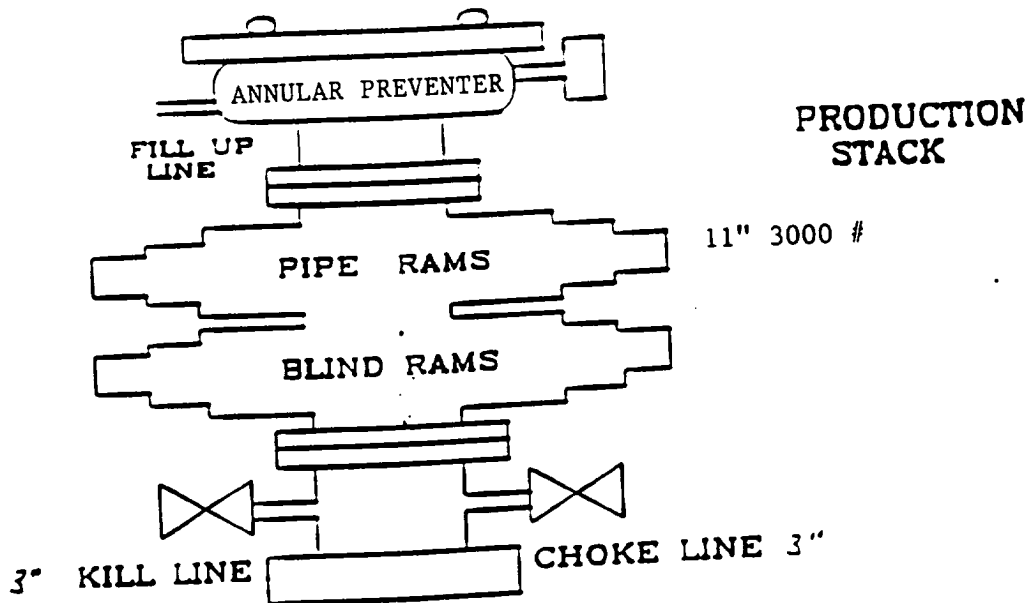 ANNULAR PREVENTER
FILL UP
LINE
PRODUCTION
STACK
11" 3000 #
PIPE RAMS
BLIND RAMS
3" KILL LINE
CHOKE LINE 3"